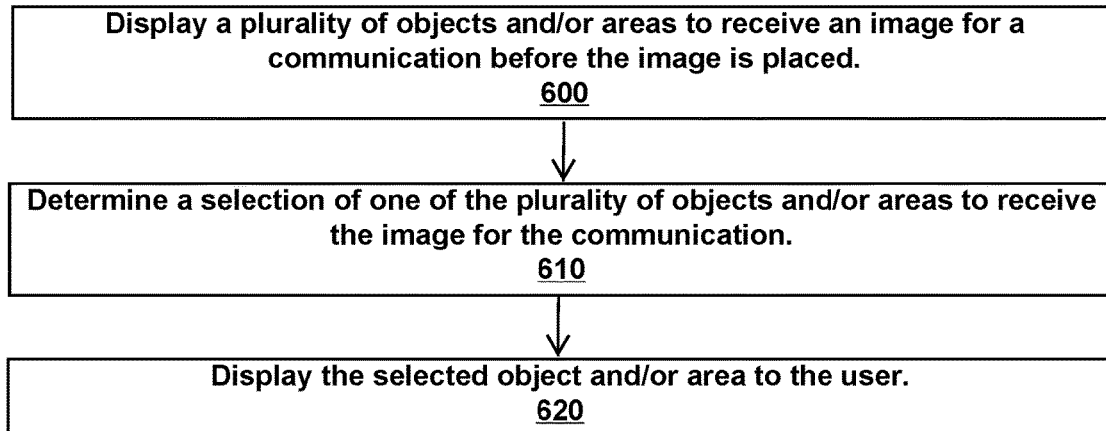 Display a plurality of objects and/or areas to receive an image for a
communication before the image is placed.
600
Determine a selection of one of the plurality of objects and/or areas to receive
the image for the communication.
610
Display the selected object and/or area to the user.
620